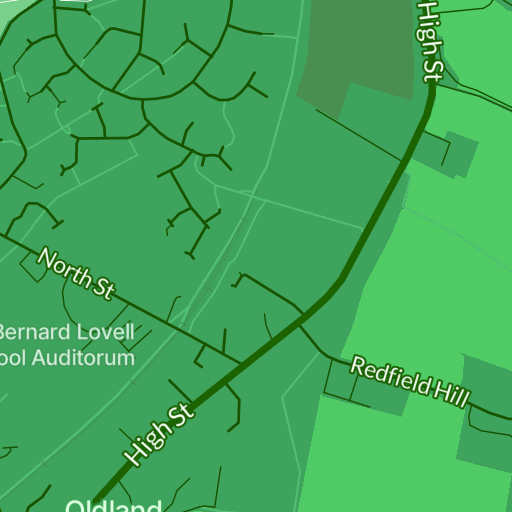 High St
North St
Bernard Lovell
ool Auditorum
Redfield Hill
High St
Oldland